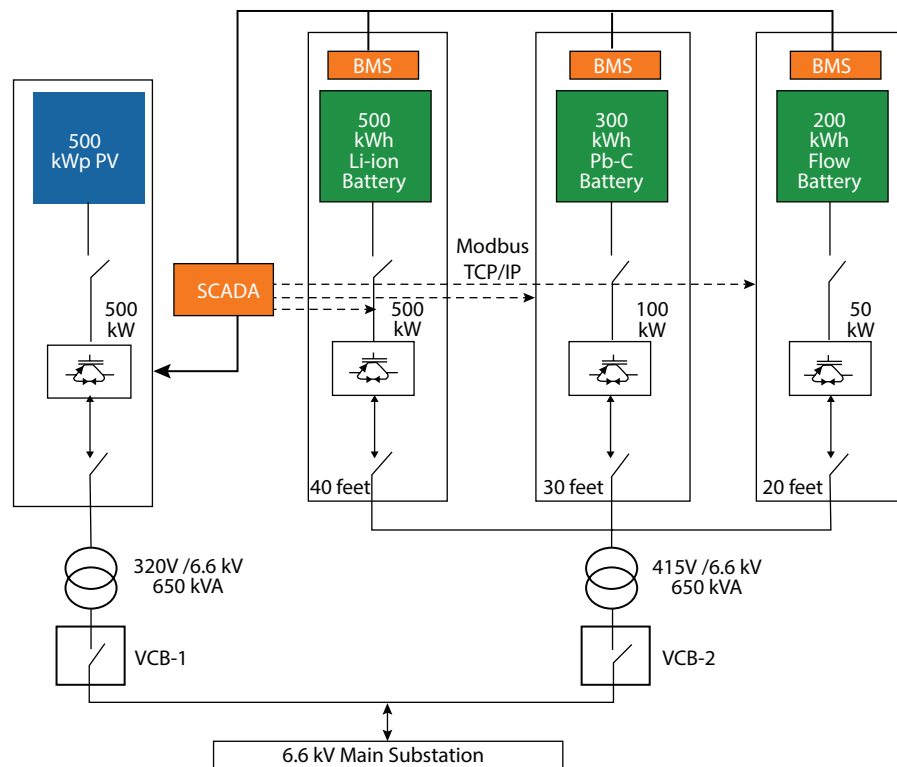 BMS
BMS
BMS
500
kWp PV
500
kWh
Li-ion
Battery
300
kWh
Pb-C
Battery
200
kWh
Flow
Battery
Modbus
TCP/IP
SCADA
500
kW
500
kW
100
kW
50
kW
40 feet
30 feet
20 feet
320V /6.6 kV
650 kVA
415V /6.6 kV
650 kVA
VCB-1
VCB-2
6.6 kV Main Substation